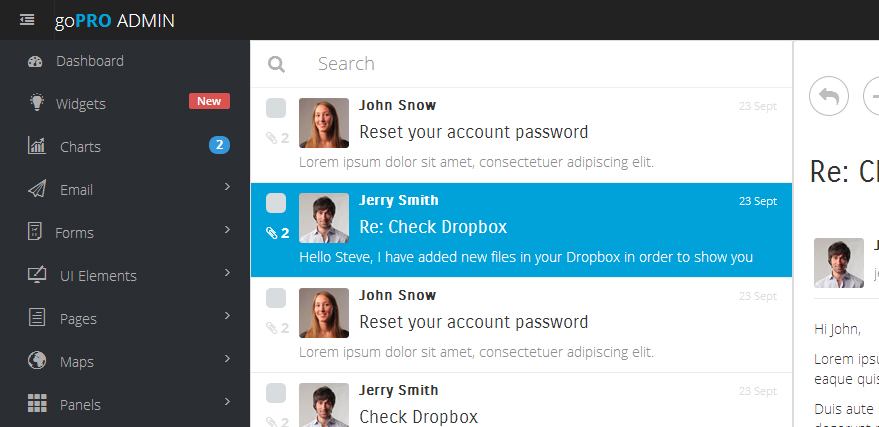 goPRO ADMIN
Dashboard
Widgets New
Charts 2
Email
Forms
UI Elements
Pages
Maps
Panels
Search
John Snow 23 Sept
Reset your account password
2
Lorem ipsum dolor sit amet, consectetuer adipiscing elit.
Jerry Smith 23 Sept
Re: Check Dropbox
2
Hello Steve, I have added new files in your Dropbox in order to show you
John Snow 23 Sept
Reset your account password
2
Lorem ipsum dolor sit amet, consectetuer adipiscing elit.
Jerry Smith 23 Sept
Check Dropbox
2
Re:
Hi John,
Lorem
eaque quis
Duis aute